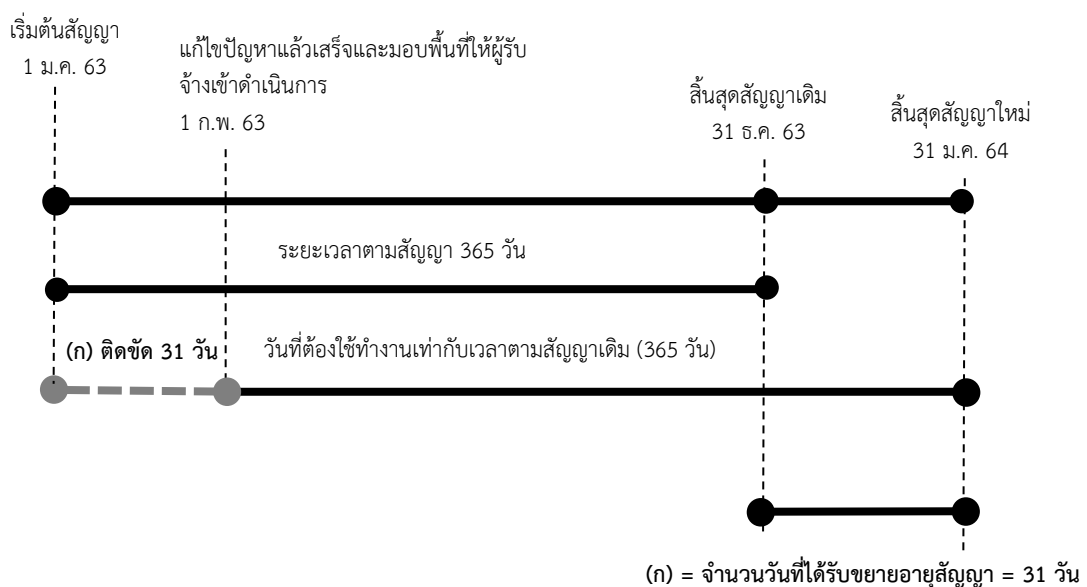 เริ่มต้นสัญญา
1 ม.ค. 63
แก้ไขปัญหาแล้วเสร็จและมอบพื้นที่ให้ผู้รับ
จ้างเข้าดำเนินการ
1 ก.พ. 63
สิ้นสุดสัญญาเดิม
31 ธ.ค. 63
สิ้นสุดสัญญาใหม่
31 ม.ค. 64
ระยะเวลาตามสัญญา 365 วัน
(ก) ติดขัด 31 วัน
วันที่ต้องใช้ทำงานเท่ากับเวลาตามสัญญาเดิม (365 วัน)
(ก) = จำนวนวันที่ได้รับขยายอายุสัญญา = 31 วัน